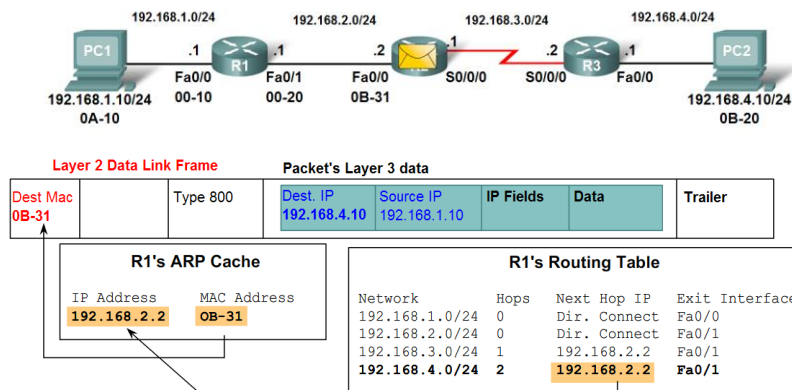 192.168.1.0/24 192.168.2.0/24 192.168.3.0/24 192.168.4.0/24
PC1 .1 R1 .1 .2 .1 .2 R3 .1 PC2
Fa0/0 Fa0/1 Fa0/0 S0/0/0 S0/0/0 Fa0/0
192.168.1.10/24 00-10 00-20 0B-31 192.168.4.10/24
0A-10 0B-20
Layer 2 Data Link Frame Packet's Layer 3 data
Dest Mac Type 800 Dest. IP Source IP IP Fields Data Trailer
0B-31 192.168.4.10 192.168.1.10
R1's ARP Cache
IP Address MAC Address
192.168.2.2 OB-31
R1's Routing Table
Network Hops Next Hop IP Exit Interface
192.168.1.0/24 0 Dir. Connect Fa0/0
192.168.2.0/24 0 Dir. Connect Fa0/1
192.168.3.0/24 1 192.168.2.2 Fa0/1
192.168.4.0/24 2 192.168.2.2 Fa0/1